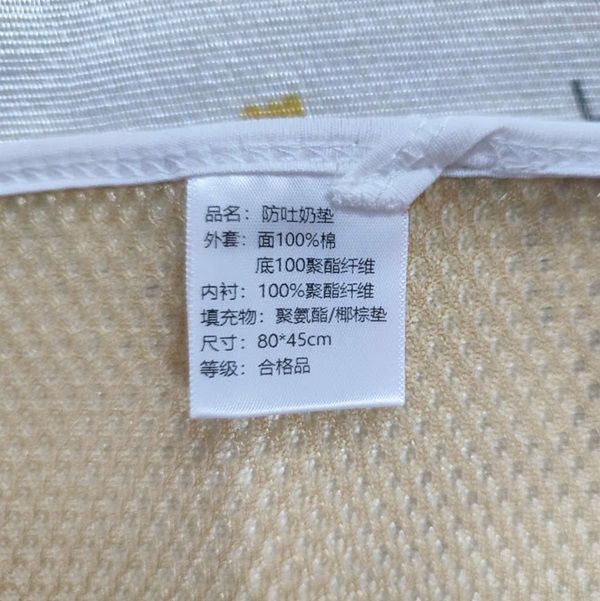 品名：防吐奶垫
外套：面100%棉
底100聚酯纤维
内衬：100%聚酯纤维
填充物：聚氨酯/椰棕垫
尺寸：80*45cm
等级：合格品